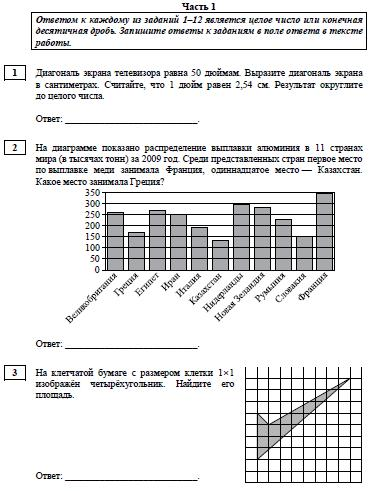 Часть 1
Ответом к каждому из заданий 1–12 является целое число или конечная
десятичная дробь. Запишите ответы к заданиям в поле ответа в тексте
работы.
1
Диагональ экрана телевизора равна 50 дюймам. Выразите диагональ экрана
в сантиметрах. Считайте, что 1 дюйм равен 2,54 см. Результат округлите
до целого числа.
Ответ: ____________________________.
2
На диаграмме показано распределение выплавки алюминия в 11 странах
мира (в тысячах тонн) за 2009 год. Среди представленных стран первое место
по выплавке меди занимала Франция, одиннадцатое место — Казахстан.
Какое место занимала Греция?
350
300
250
200
150
100
50
0
Великобритания
Греция
Египет
Иран
Италия
Казахстан
Нидерланды
Новая Зеландия
Румыния
Словакия
Франция
Ответ: ____________________________.
3
На клетчатой бумаге с размером клетки 1×1
изображён четырёхугольник. Найдите его
площадь.
Ответ: ____________________________.